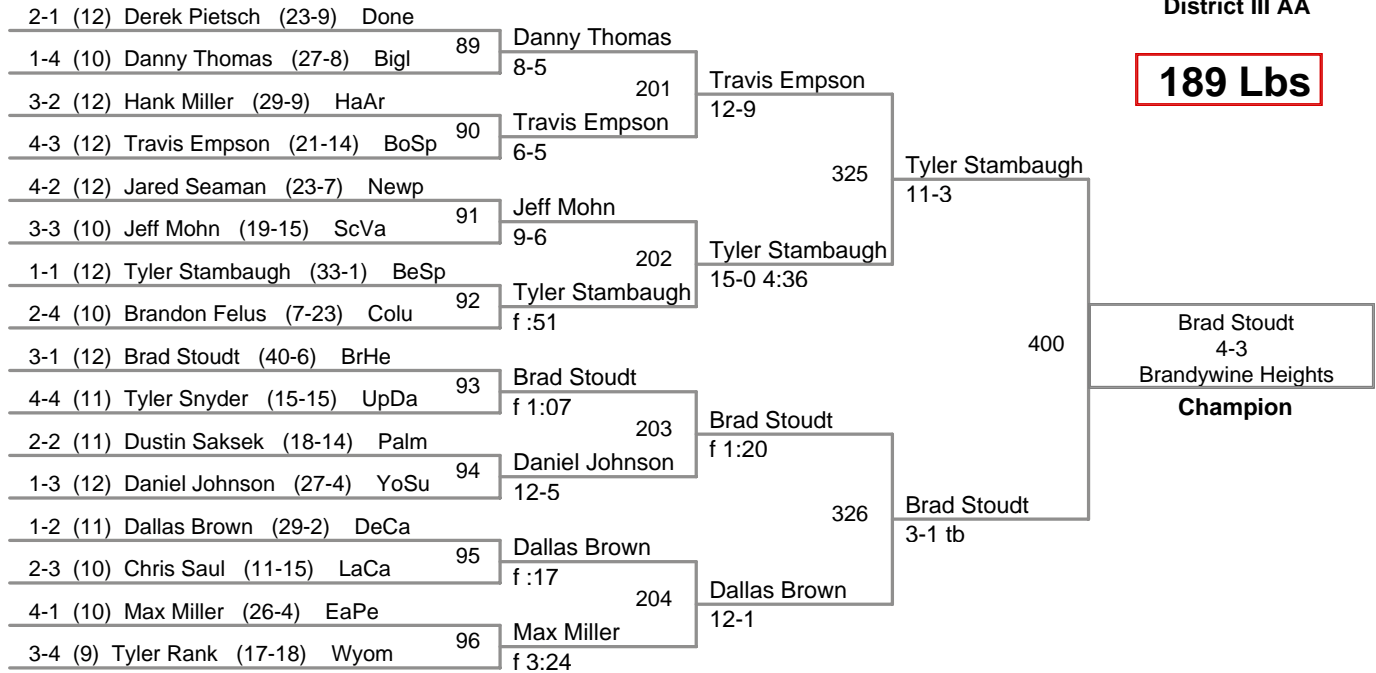 District III AA
189 Lbs
2-1 (12) Derek Pietsch (23-9) Done
1-4 (10) Danny Thomas (27-8) Bigl
3-2 (12) Hank Miller (29-9) HaAr
4-3 (12) Travis Empson (21-14) BoSp
4-2 (12) Jared Seaman (23-7) Newp
3-3 (10) Jeff Mohn (19-15) ScVa
1-1 (12) Tyler Stambaugh (33-1) BeSp
2-4 (10) Brandon Felus (7-23) Colu
3-1 (12) Brad Stoudt (40-6) BrHe
4-4 (11) Tyler Snyder (15-15) UpDa
2-2 (11) Dustin Saksek (18-14) Palm
1-3 (12) Daniel Johnson (27-4) YoSu
1-2 (11) Dallas Brown (29-2) DeCa
2-3 (10) Chris Saul (11-15) LaCa
4-1 (10) Max Miller (26-4) EaPe
3-4 (9) Tyler Rank (17-18) Wyom
89
90
91
92
93
94
95
96
Danny Thomas
8-5
Travis Empson
6-5
Jeff Mohn
9-6
Tyler Stambaugh
f :51
Brad Stoudt
f 1:07
Daniel Johnson
12-5
Dallas Brown
f :17
Max Miller
f 3:24
201
202
203
204
Travis Empson
12-9
Tyler Stambaugh
15-0 4:36
Brad Stoudt
f 1:20
Dallas Brown
12-1
325
326
Tyler Stambaugh
11-3
Brad Stoudt
3-1 tb
400
Brad Stoudt
4-3
Brandywine Heights
Champion